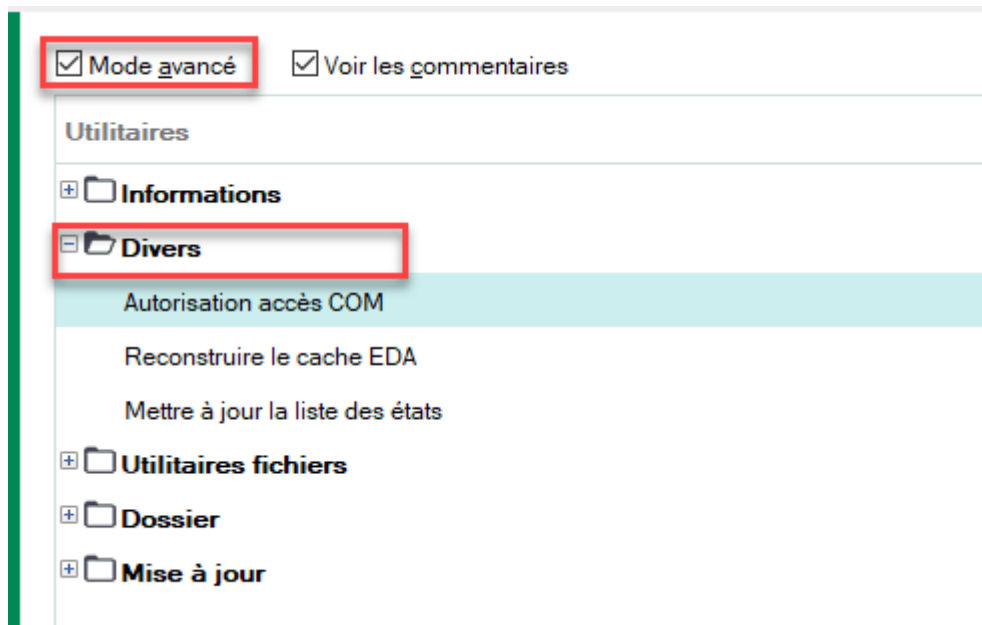 Mode avancé Voir les commentaires
Utilitaires
Informations
Divers
Autorisation accès COM
Reconstruire le cache EDA
Mettre à jour la liste des états
Utilitaires fichiers
Dossier
Mise à jour